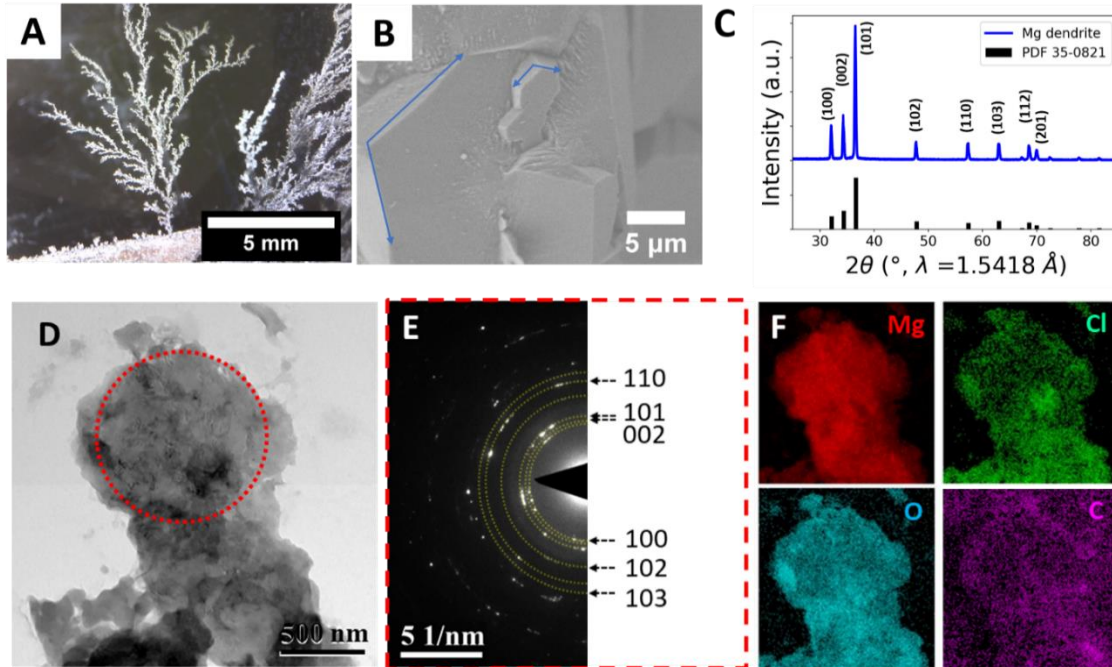 A
5 mm
B
5 μm
C
Intensity (a.u.)
(100)
(002)
(101)
(102)
(110)
(103)
(112)
(201)
Mg dendrite
PDF 35-0821
30 40 50 60 70 80
2θ (°, λ =1.5418 Å)
D
500 nm
E
110
101
002
100
102
103
5 1/nm
F
Mg
Cl
O
C